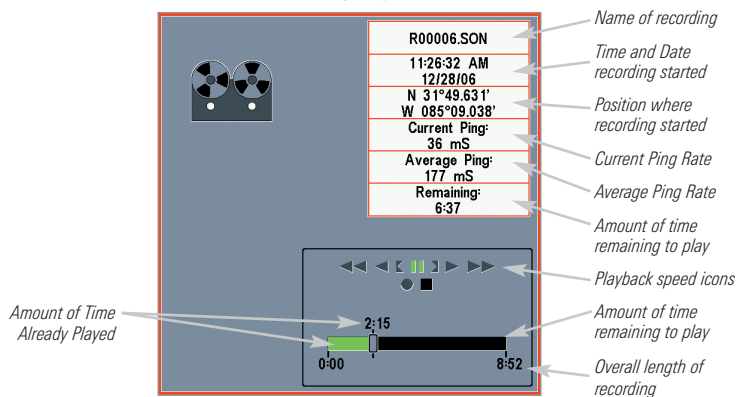 R00006.SON
11:26:32 AM
12/28/06
N 31°49.631'
W 085°09.038'
Current Ping:
36 mS
Average Ping:
177 mS
Remaining:
6:37
Name of recording
Time and Date
recording started
Position where
recording started
Current Ping Rate
Average Ping Rate
Amount of time
remaining to play
Playback speed icons
Amount of Time
Already Played
2:15
0:00
8:52
Amount of time
remaining to play
Overall length of
recording